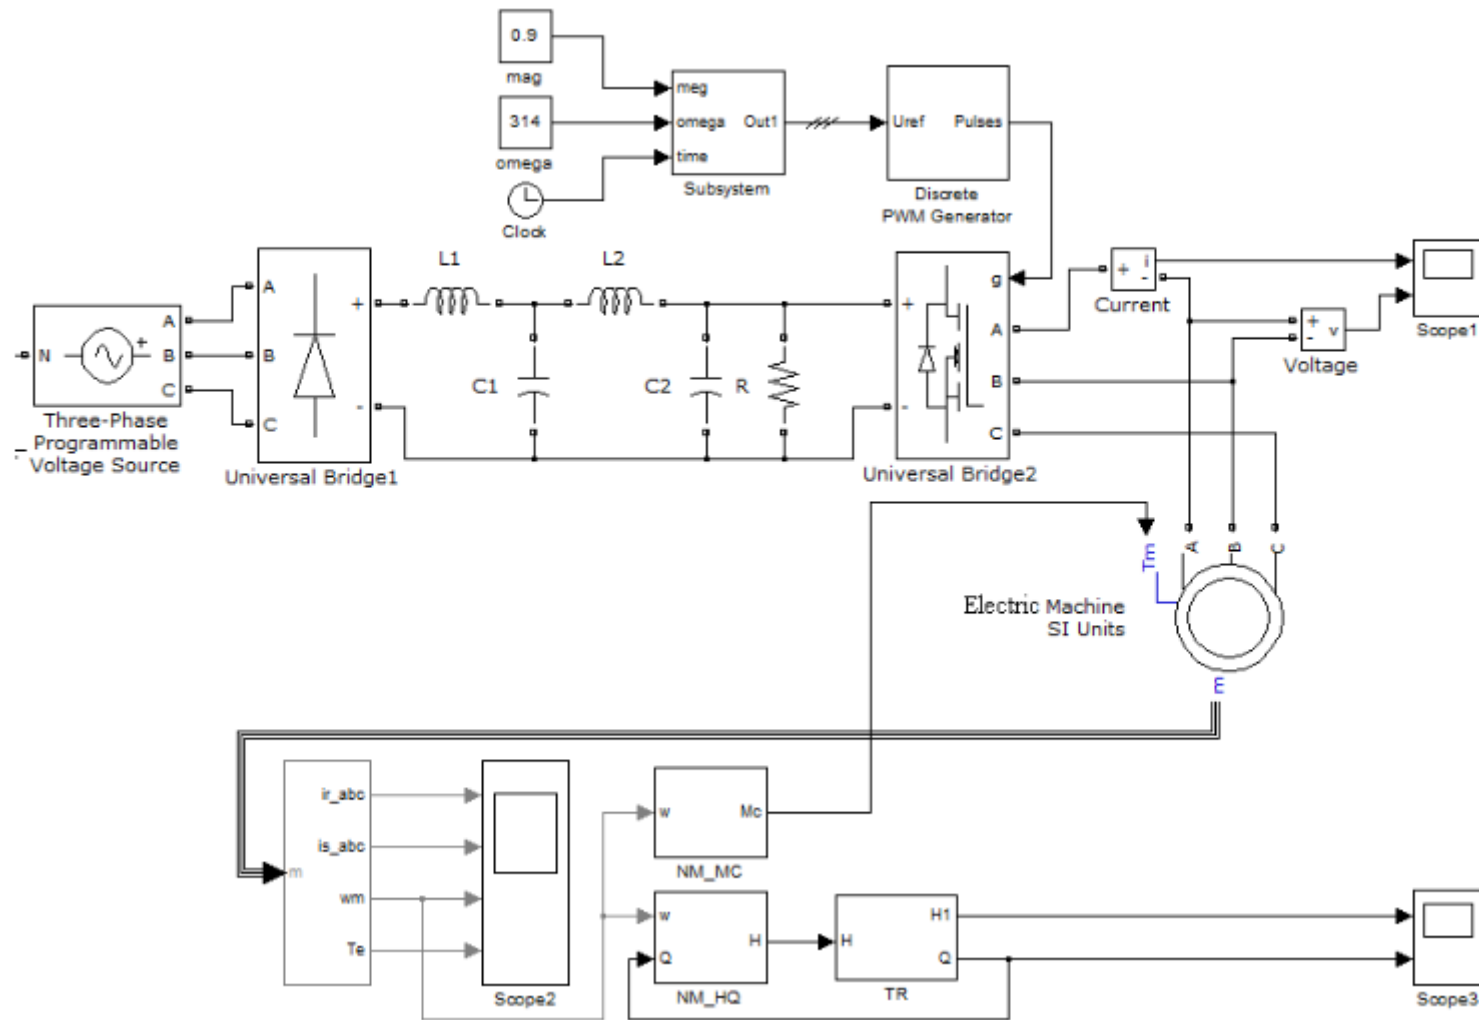 0.9
mag
314
omega
Clock
meg
omega
time
Out1
Subsystem
Uref
Pulses
Discrete
PWM Generator
N
A
B
C
Three-Phase
Programmable
Voltage Source
A
B
C
+
-
Universal Bridge1
L1
L2
C1
C2
R
+
-
g
A
B
C
Universal Bridge2
+
-
i
Current
+
-
v
Voltage
Scope1
Tm
A
B
C
Electric Machine
SI Units
m
m
ir_abc
is_abc
wm
Te
Scope2
w
Mc
NM_MC
w
Q
H
NM_HQ
H
H1
Q
TR
Scope3